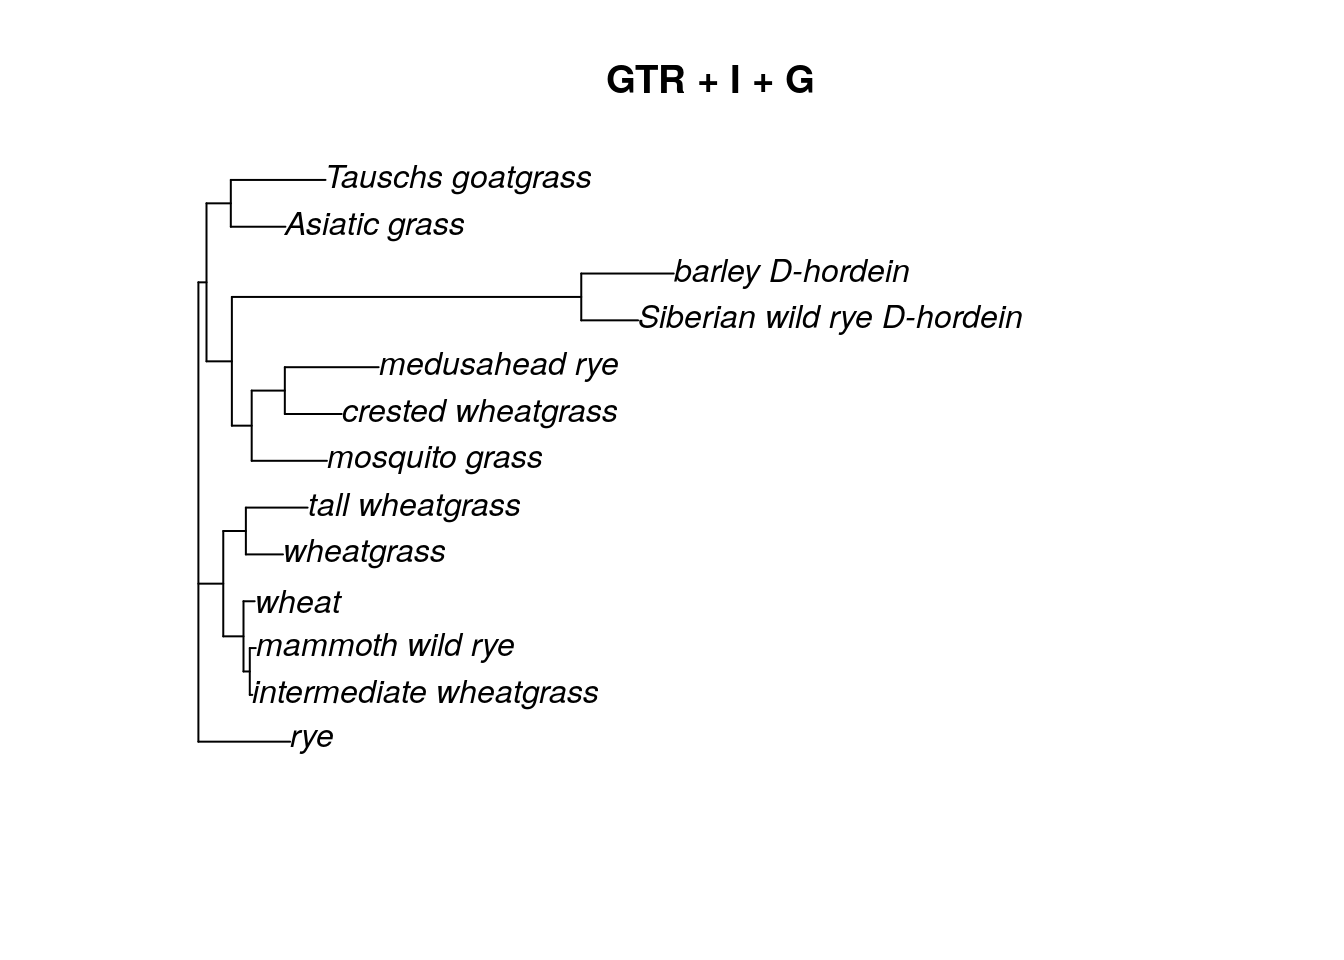 GTR + I + G
Tauschs goatgrass
Asiatic grass
barley D-hordein
Siberian wild rye D-hordein
medusahead rye
crested wheatgrass
mosquito grass
tall wheatgrass
wheatgrass
wheat
mammoth wild rye
intermediate wheatgrass
rye